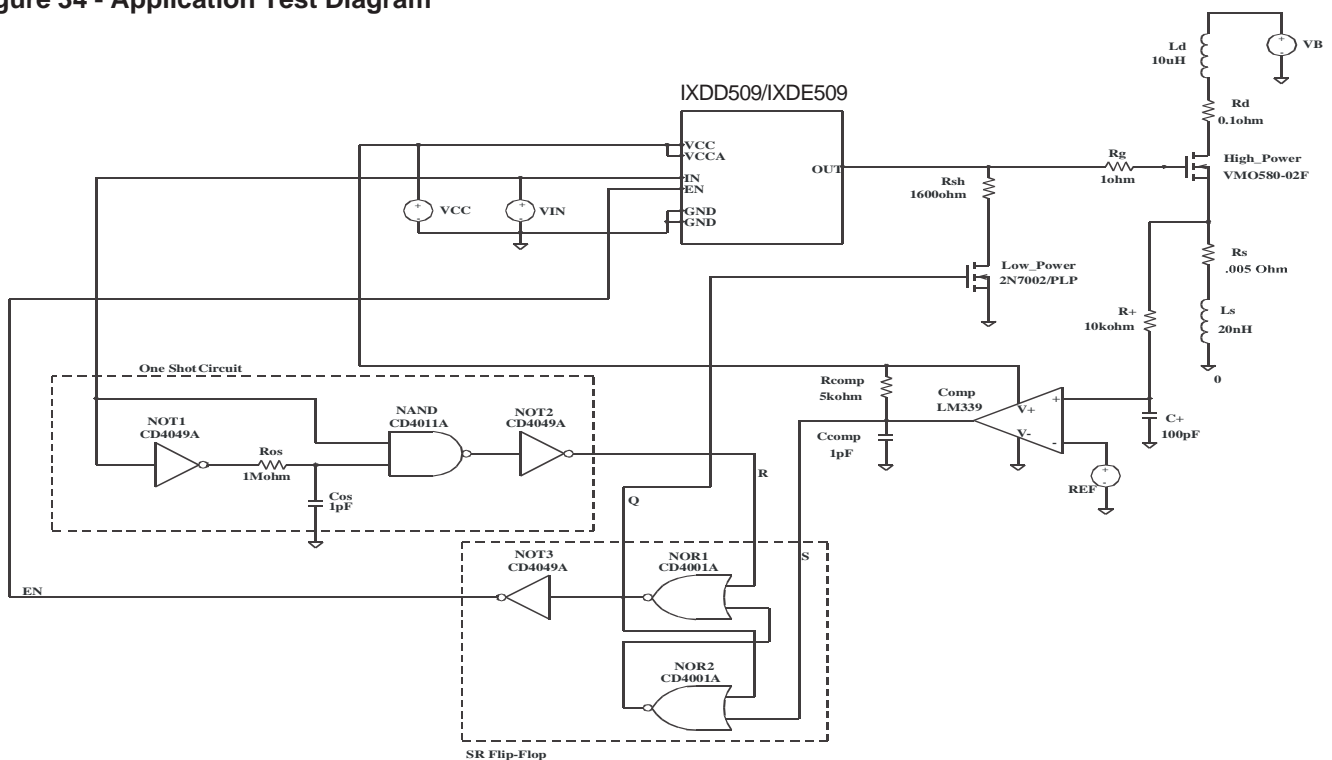 gure 34 - Application Test Diagram
Ld
10uH
+
-
VB
Rd
0.1ohm
IXDD509/IXDE509
VCC
VCCA
IN
EN
GND
GND
OUT
Rg
1ohm
High_Power
VMO580-02F
Rsh
1600ohm
+
-
VCC
+
-
VIN
Low_Power
2N7002/PLP
Rs
.005 Ohm
R+
10kohm
Ls
20nH
0
One Shot Circuit
NOT1
CD4049A
Ros
1Mohm
Cos
1pF
NAND
CD4011A
NOT2
CD4049A
Rcomp
5kohm
Ccomp
1pF
Comp
LM339
V+
V-
+
-
C+
100pF
REF
+
-
R
Q
S
EN
NOT3
CD4049A
NOR1
CD4001A
NOR2
CD4001A
SR Flip-Flop